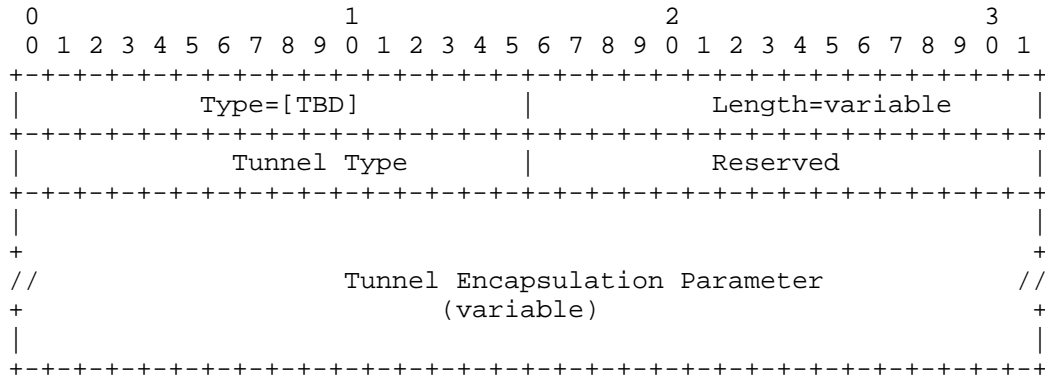 0                   1                   2                   3
 0 1 2 3 4 5 6 7 8 9 0 1 2 3 4 5 6 7 8 9 0 1 2 3 4 5 6 7 8 9 0 1
+-+-+-+-+-+-+-+-+-+-+-+-+-+-+-+-+-+-+-+-+-+-+-+-+-+-+-+-+-+-+-+-+
|           Type=[TBD]          |           Length=variable     |
+-+-+-+-+-+-+-+-+-+-+-+-+-+-+-+-+-+-+-+-+-+-+-+-+-+-+-+-+-+-+-+-+
|             Tunnel Type       |           Reserved            |
+-+-+-+-+-+-+-+-+-+-+-+-+-+-+-+-+-+-+-+-+-+-+-+-+-+-+-+-+-+-+-+-+
|                                                               |
+                                                               +
//                   Tunnel Encapsulation Parameter            //
+                          (variable)                           +
|                                                               |
+-+-+-+-+-+-+-+-+-+-+-+-+-+-+-+-+-+-+-+-+-+-+-+-+-+-+-+-+-+-+-+-+